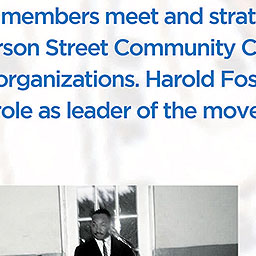 members meet and strat
rson Street Community C
organizations. Harold Fos
role as leader of the move